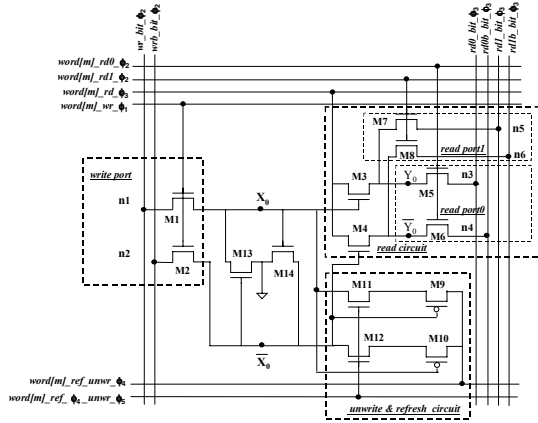 wr_bit_ϕ2
wrb_bit_ϕ2
rd0_bit_ϕ3
rd0b_bit_ϕ3
rd1_bit_ϕ3
rd1b_bit_ϕ3
word[m]_rd0_ϕ2
word[m]_rd1_ϕ2
word[m]_rd_ϕ3
word[m]_wr_ϕ1
M7
n5
M8
read port1
n6
write port
M3
Y0
n3
M5
n1
M1
X0
read port0
M4
Y0
n4
M6
n2
M2
read circuit
M13
M14
M11
M9
M12
M10
X0
word[m]_ref_unwr_ϕ4
word[m]_ref_ϕ4_unwr_ϕ5
unwrite & refresh circuit